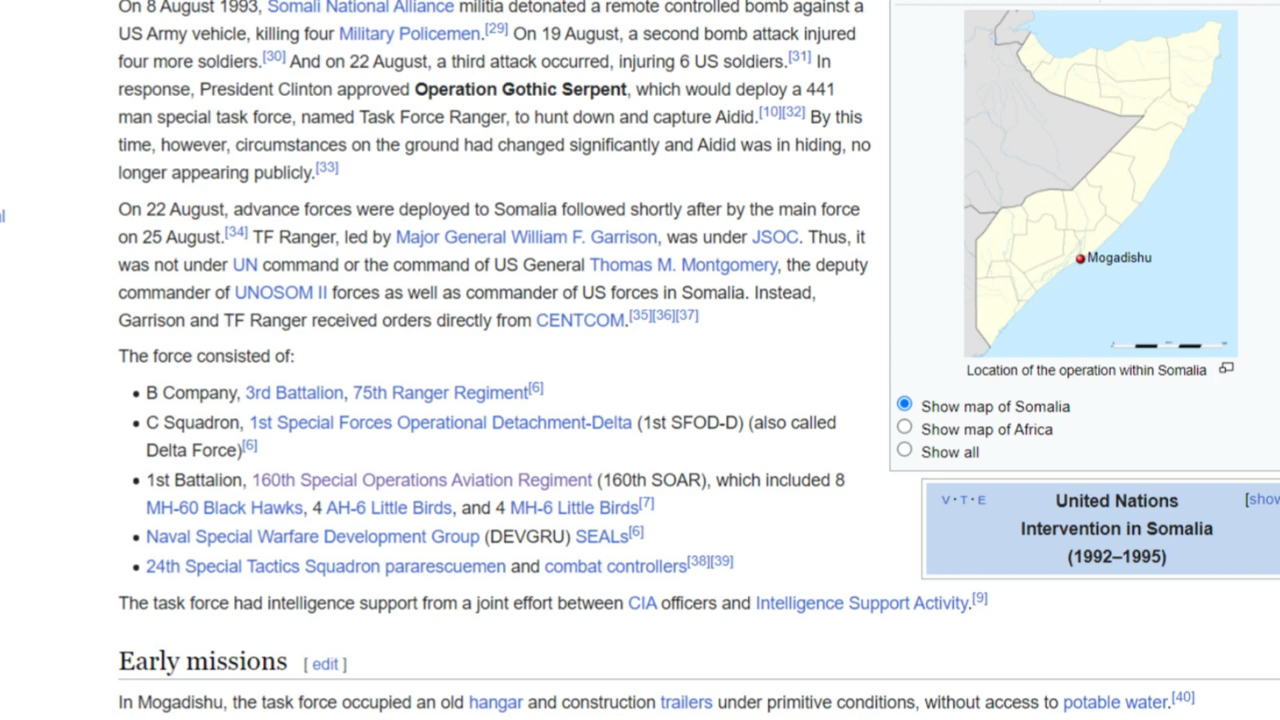 On 8 August 1993, Somali National Alliance militia detonated a remote controlled bomb against a
US Army vehicle, killing four Military Policemen.[29] On 19 August, a second bomb attack injured
four more soldiers.[30] And on 22 August, a third attack occurred, injuring 6 US soldiers.[31] In
response, President Clinton approved Operation Gothic Serpent, which would deploy a 441
man special task force, named Task Force Ranger, to hunt down and capture Aidid.[10][32] By this
time, however, circumstances on the ground had changed significantly and Aidid was in hiding, no
longer appearing publicly.[33]
On 22 August, advance forces were deployed to Somalia followed shortly after by the main force
on 25 August.[34] TF Ranger, led by Major General William F. Garrison, was under JSOC. Thus, it
was not under UN command or the command of US General Thomas M. Montgomery, the deputy
commander of UNOSOM II forces as well as commander of US forces in Somalia. Instead,
Garrison and TF Ranger received orders directly from CENTCOM.[35][36][37]
The force consisted of:
• B Company, 3rd Battalion, 75th Ranger Regiment[6]
• C Squadron, 1st Special Forces Operational Detachment-Delta (1st SFOD-D) (also called
Delta Force)[6]
• 1st Battalion, 160th Special Operations Aviation Regiment (160th SOAR), which included 8
MH-60 Black Hawks, 4 AH-6 Little Birds, and 4 MH-6 Little Birds[7]
• Naval Special Warfare Development Group (DEVGRU) SEALs[6]
• 24th Special Tactics Squadron pararescuemen and combat controllers[38][39]
The task force had intelligence support from a joint effort between CIA officers and Intelligence Support Activity.[9]
Early missions [ edit ]
In Mogadishu, the task force occupied an old hangar and construction trailers under primitive conditions, without access to potable water.[40]
Mogadishu
Location of the operation within Somalia
Show map of Somalia
Show map of Africa
Show all
V · T · E United Nations [show
Intervention in Somalia
(1992–1995)